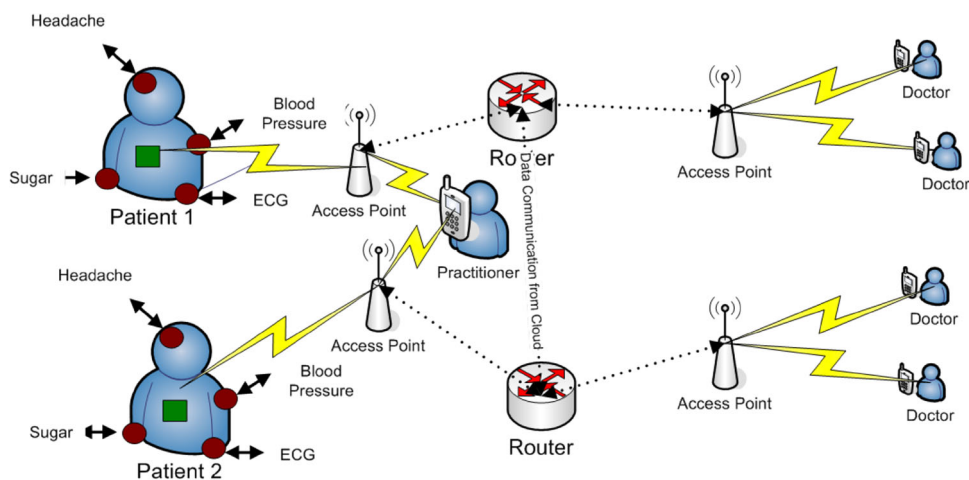 Headache
Blood
Pressure
Sugar
ECG
Patient 1
Access Point
Router
Access Point
Doctor
Doctor
Practitioner
Data Communication from Cloud
Headache
Blood
Pressure
Access Point
Sugar
ECG
Patient 2
Router
Access Point
Doctor
Doctor